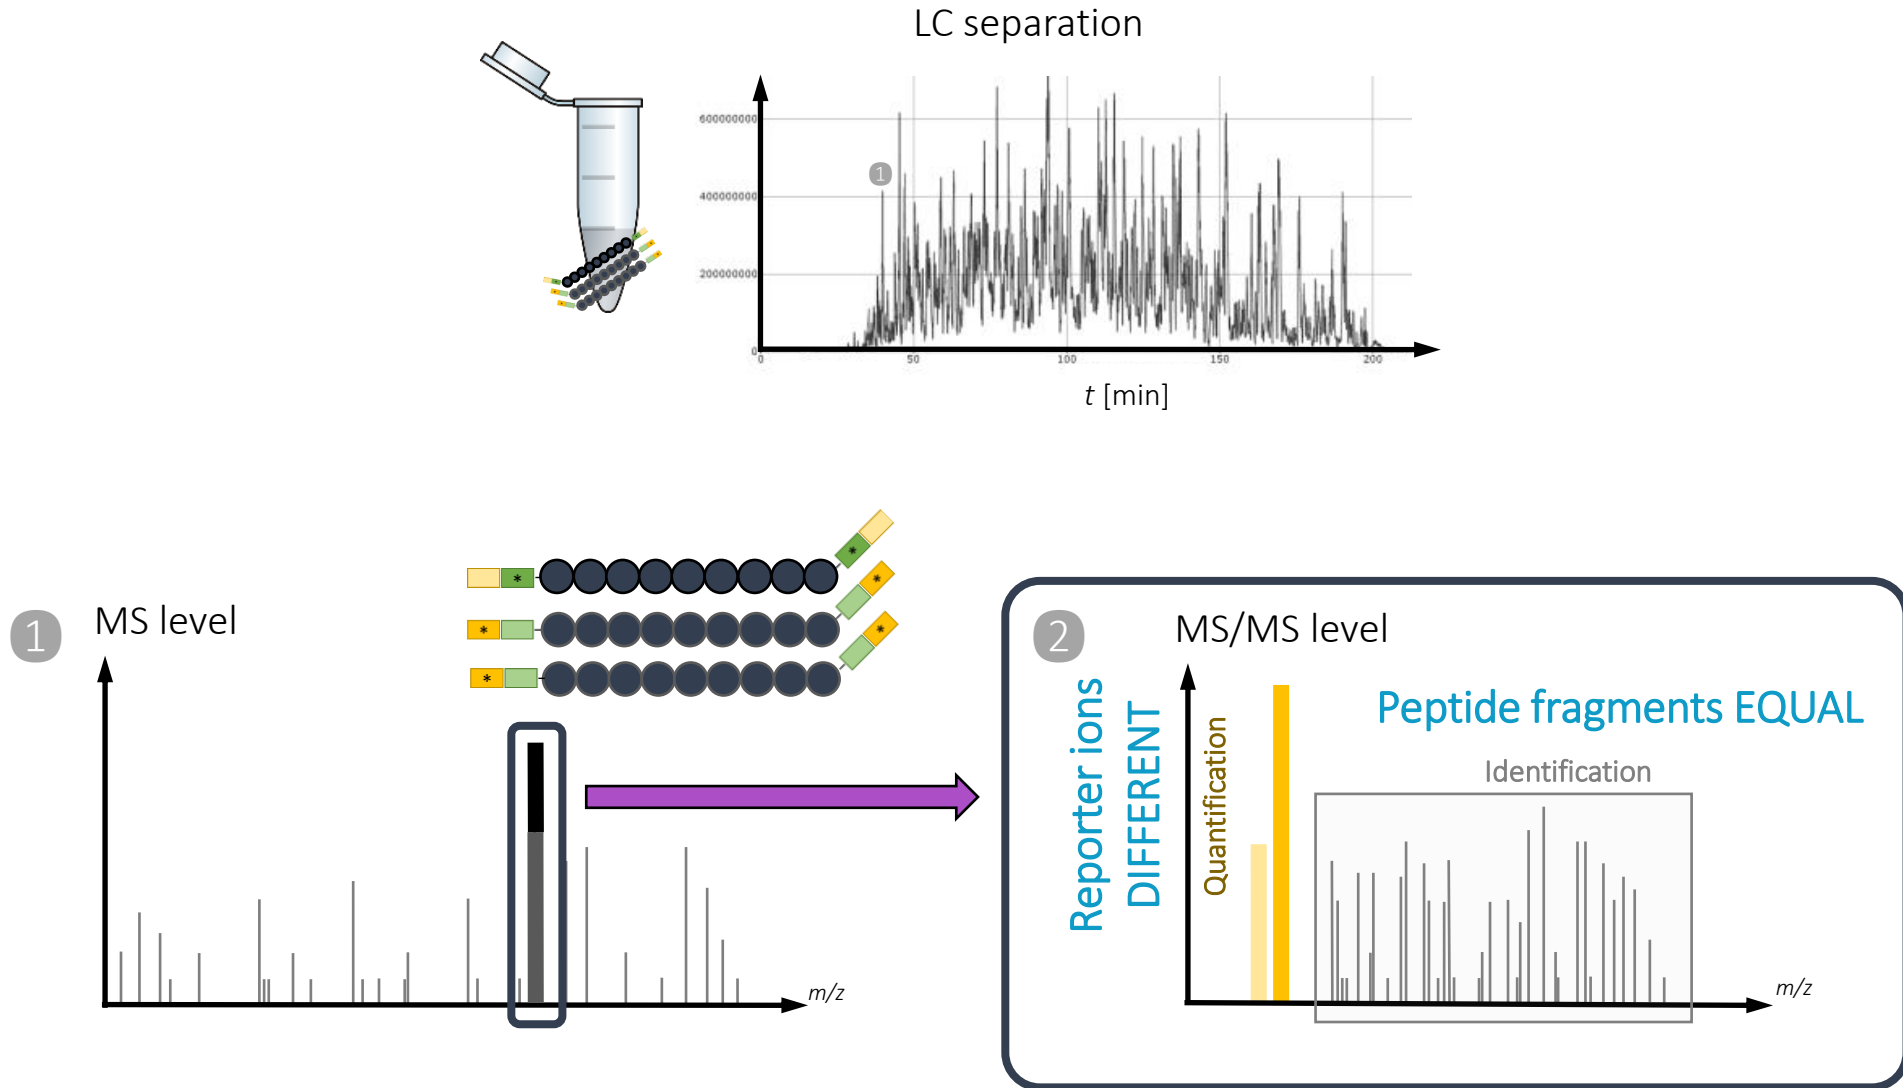 LC separation
600000000
400000000
200000000
0
0 50 100 150 200
1
t [min]
1 MS level
* *
* *
* *
m/z
2 MS/MS level
Reporter ions
DIFFERENT
Quantification
Peptide fragments EQUAL
Identification
m/z